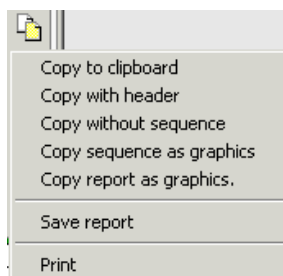 Copy to clipboard
Copy with header
Copy without sequence
Copy sequence as graphics
Copy report as graphics.
Save report
Print